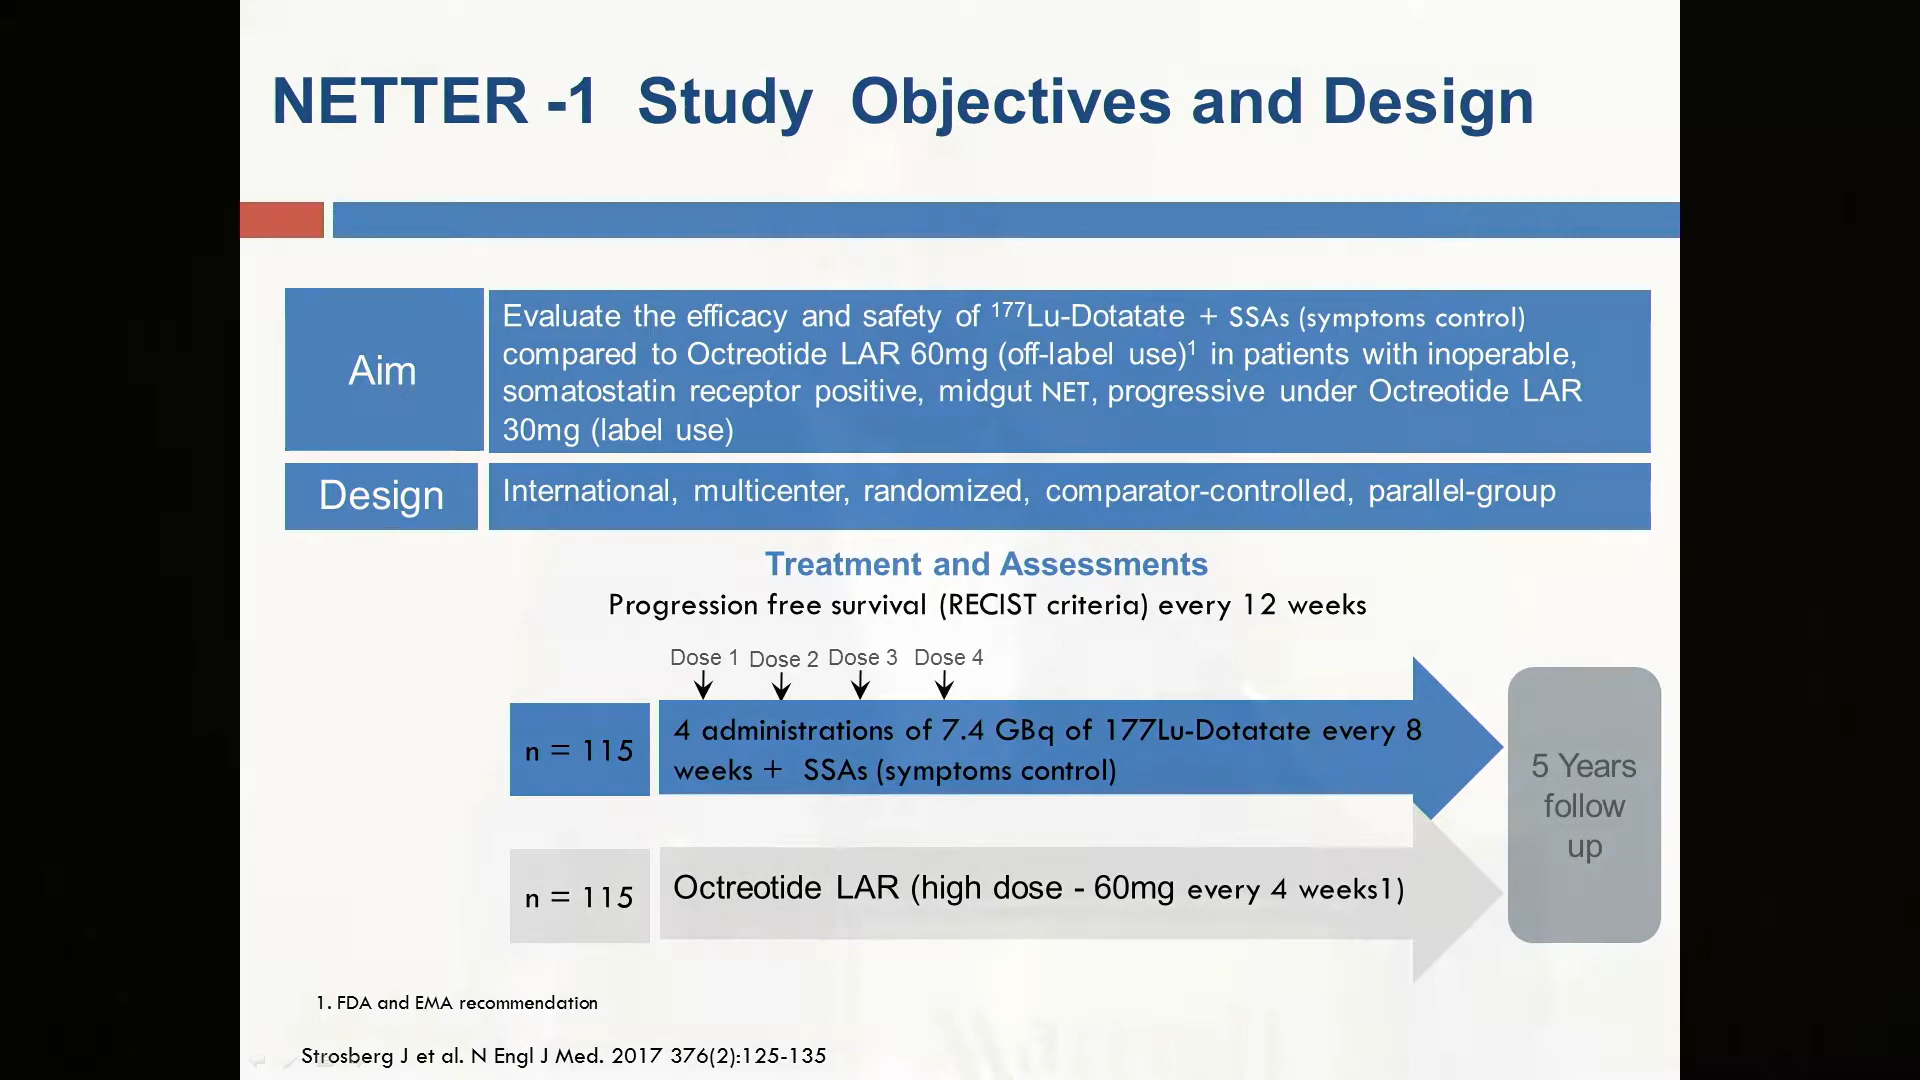 NETTER -1 Study Objectives and Design
Aim
Evaluate the efficacy and safety of ¹⁷⁷Lu-Dotatate + SSAs (symptoms control)
compared to Octreotide LAR 60mg (off-label use)¹ in patients with inoperable,
somatostatin receptor positive, midgut NET, progressive under Octreotide LAR
30mg (label use)
Design
International, multicenter, randomized, comparator-controlled, parallel-group
Treatment and Assessments
Progression free survival (RECIST criteria) every 12 weeks
Dose 1 Dose 2 Dose 3 Dose 4
n = 115
4 administrations of 7.4 GBq of 177Lu-Dotatate every 8
weeks + SSAs (symptoms control)
n = 115
Octreotide LAR (high dose - 60mg every 4 weeks1)
5 Years
follow
up
1. FDA and EMA recommendation
Strosberg J et al. N Engl J Med. 2017 376(2):125-135